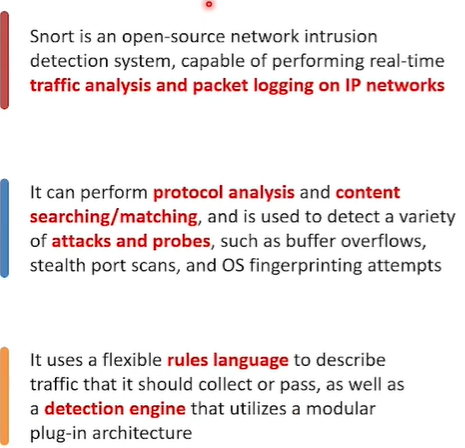 Snort is an open-source network intrusion
detection system, capable of performing real-time
traffic analysis and packet logging on IP networks
It can perform protocol analysis and content
searching/matching, and is used to detect a variety
of attacks and probes, such as buffer overflows,
stealth port scans, and OS fingerprinting attempts
It uses a flexible rules language to describe
traffic that it should collect or pass, as well as
a detection engine that utilizes a modular
plug-in architecture